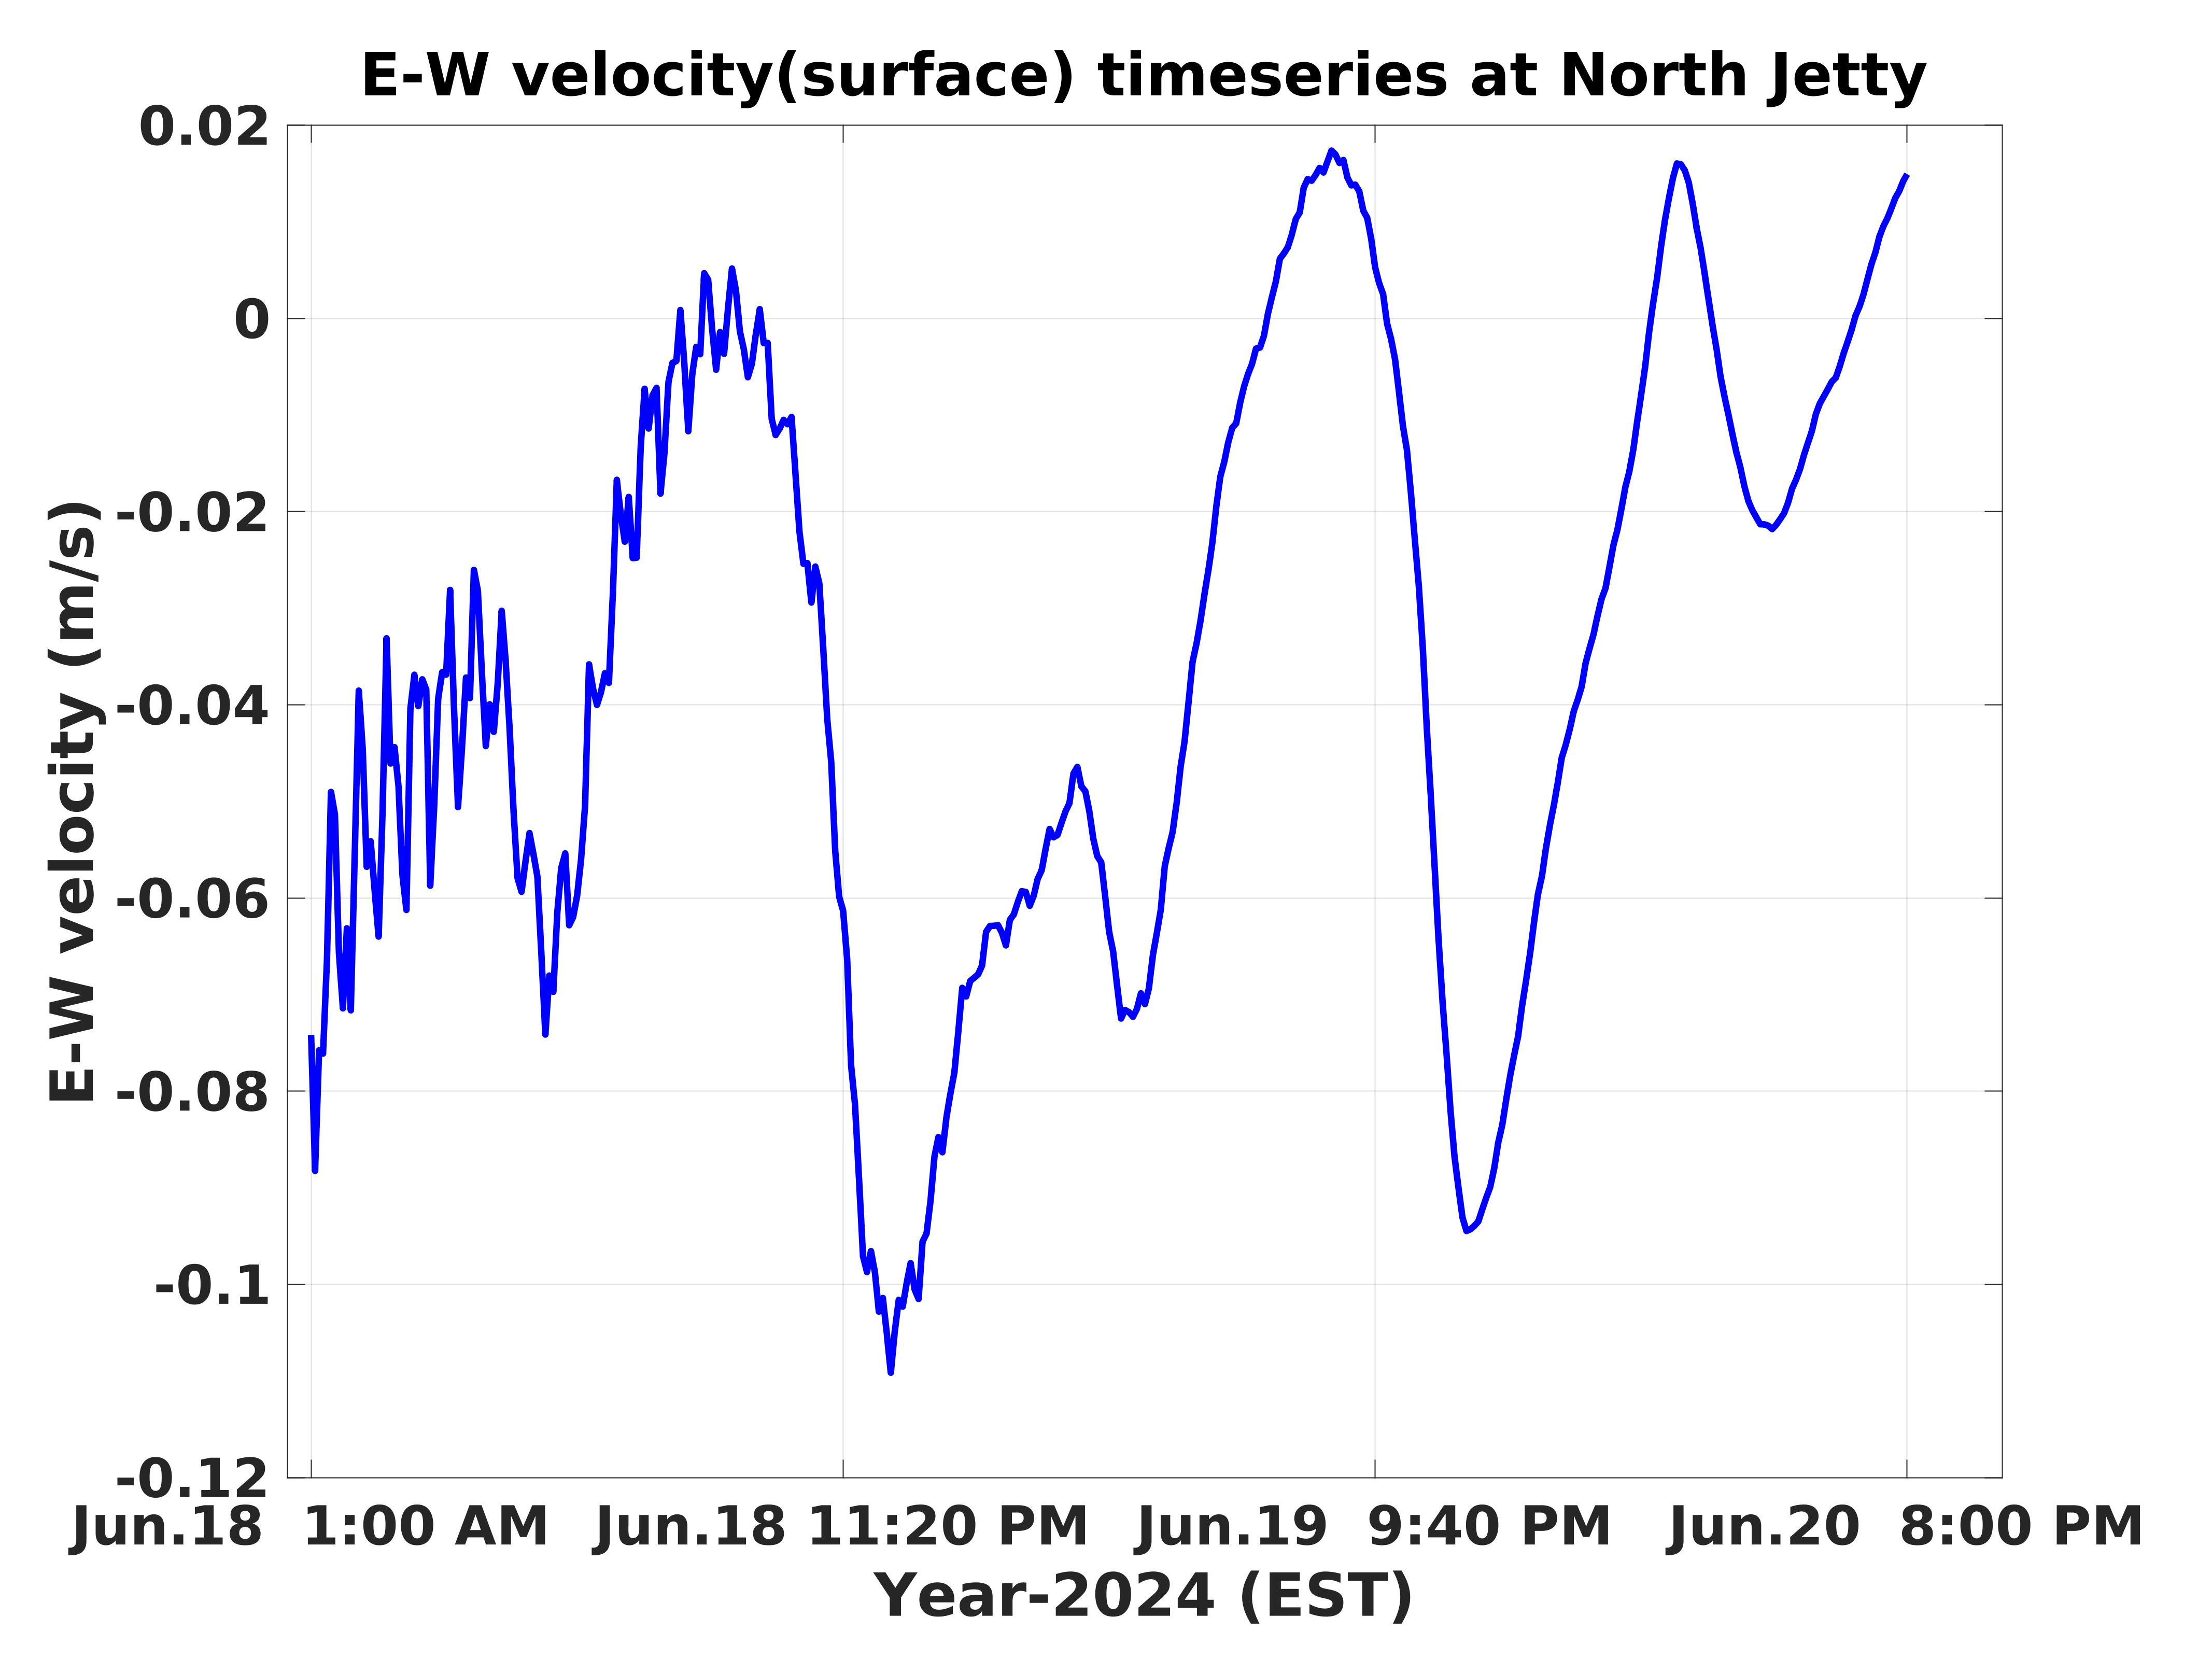 E-W velocity(surface) timeseries at North Jetty
0.02
0
-0.02
-0.04
-0.06
-0.08
-0.1
-0.12
E-W velocity (m/s)
Jun.18 1:00 AM Jun.18 11:20 PM Jun.19 9:40 PM Jun.20 8:00 PM
Year-2024 (EST)